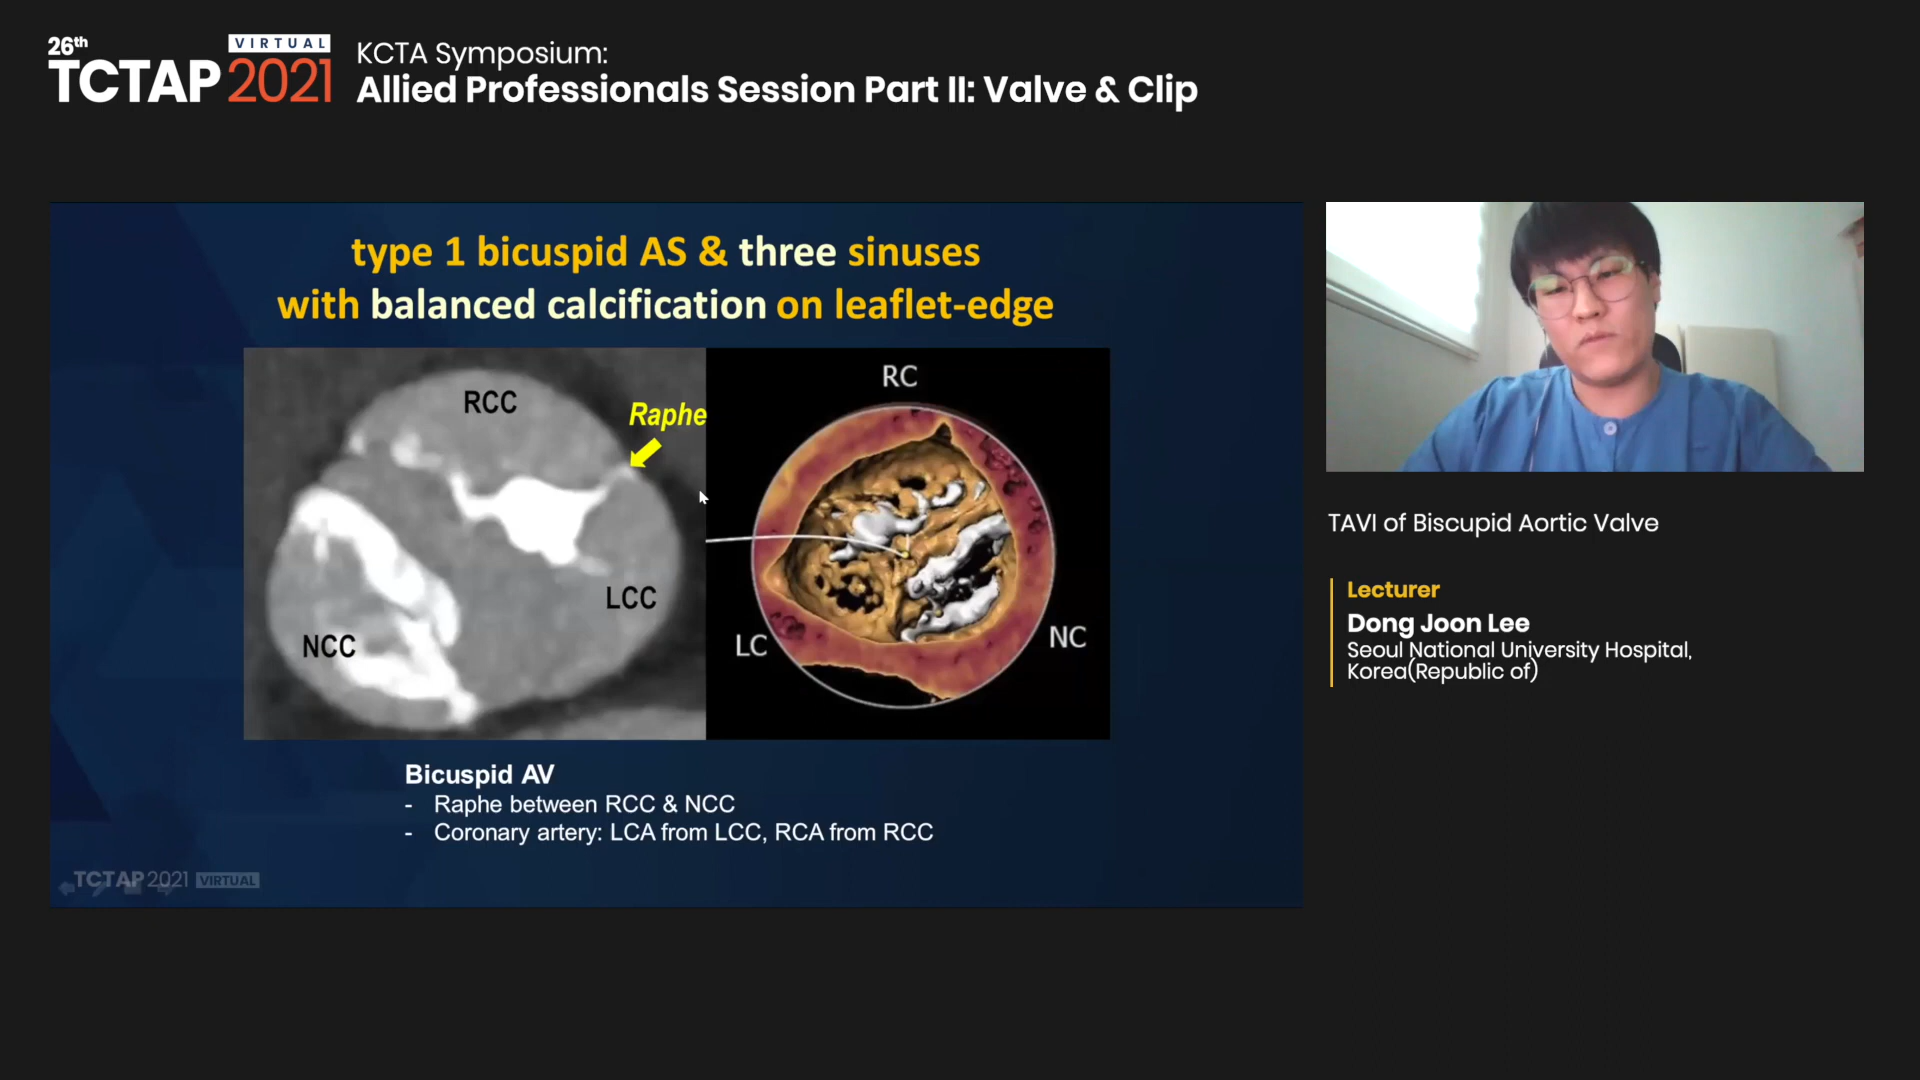 26th
VIRTUAL
TCTAP 2021
KCTA Symposium:
Allied Professionals Session Part II: Valve & Clip
type 1 bicuspid AS & three sinuses
with balanced calcification on leaflet-edge
RCC
Raphe
LCC
NCC
RC
LC
NC
Bicuspid AV
- Raphe between RCC & NCC
- Coronary artery: LCA from LCC, RCA from RCC
TCTAP 2021 VIRTUAL
TAVI of Biscupid Aortic Valve
Lecturer
Dong Joon Lee
Seoul National University Hospital,
Korea(Republic of)